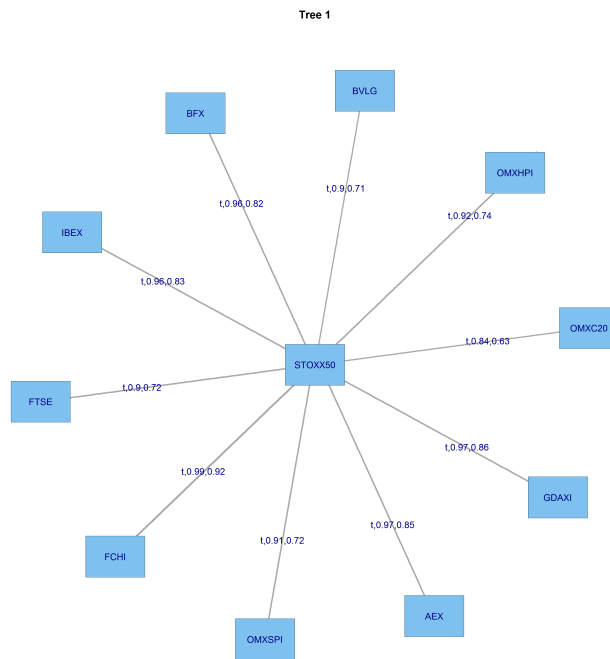 Tree 1
BVLG
BFX
OMXHPI
t,0.9,0.71
t,0.96,0.82
t,0.92,0.74
IBEX
t,0.96,0.83
OMXC20
t,0.84,0.63
STOXX50
FTSE
t,0.9,0.72
t,0.97,0.86
t,0.99,0.92
GDAXI
t,0.97,0.85
t,0.91,0.72
FCHI
AEX
OMXSPI